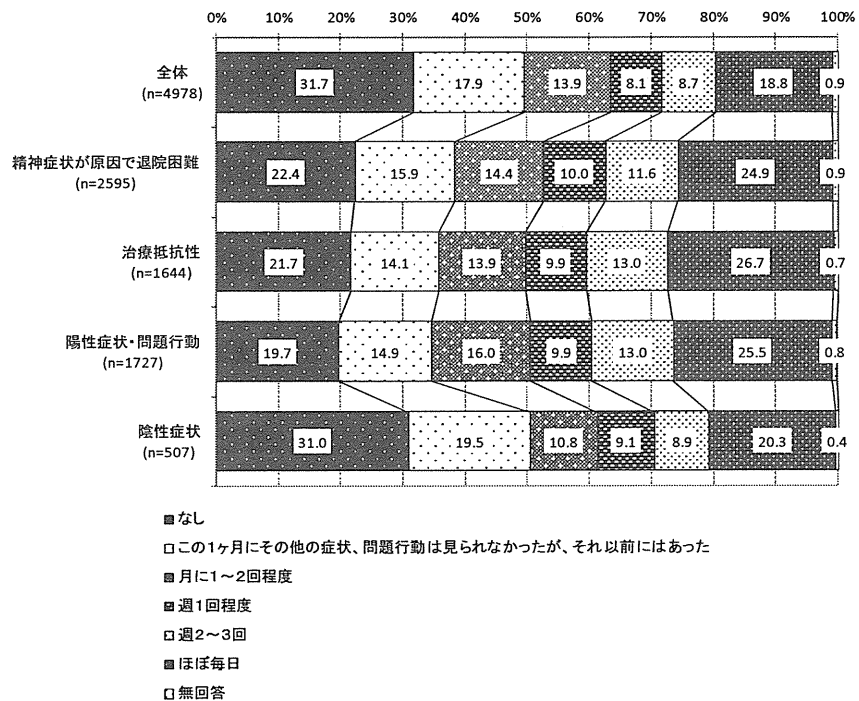 0% 10% 20% 30% 40% 50% 60% 70% 80% 90% 100%
全体
(n=4978)
31.7 17.9 13.9 8.1 8.7 18.8 0.9
精神症状が原因で退院困難
(n=2595)
22.4 15.9 14.4 10.0 11.6 24.9 0.9
治療抵抗性
(n=1644)
21.7 14.1 13.9 9.9 13.0 26.7 0.7
陽性症状・問題行動
(n=1727)
19.7 14.9 16.0 9.9 13.0 25.5 0.8
陰性症状
(n=507)
31.0 19.5 10.8 9.1 8.9 20.3 0.4
なし
この1ヶ月にその他の症状、問題行動は見られなかったが、それ以前にはあった
月に1～2回程度
週1回程度
週2～3回
ほぼ毎日
無回答